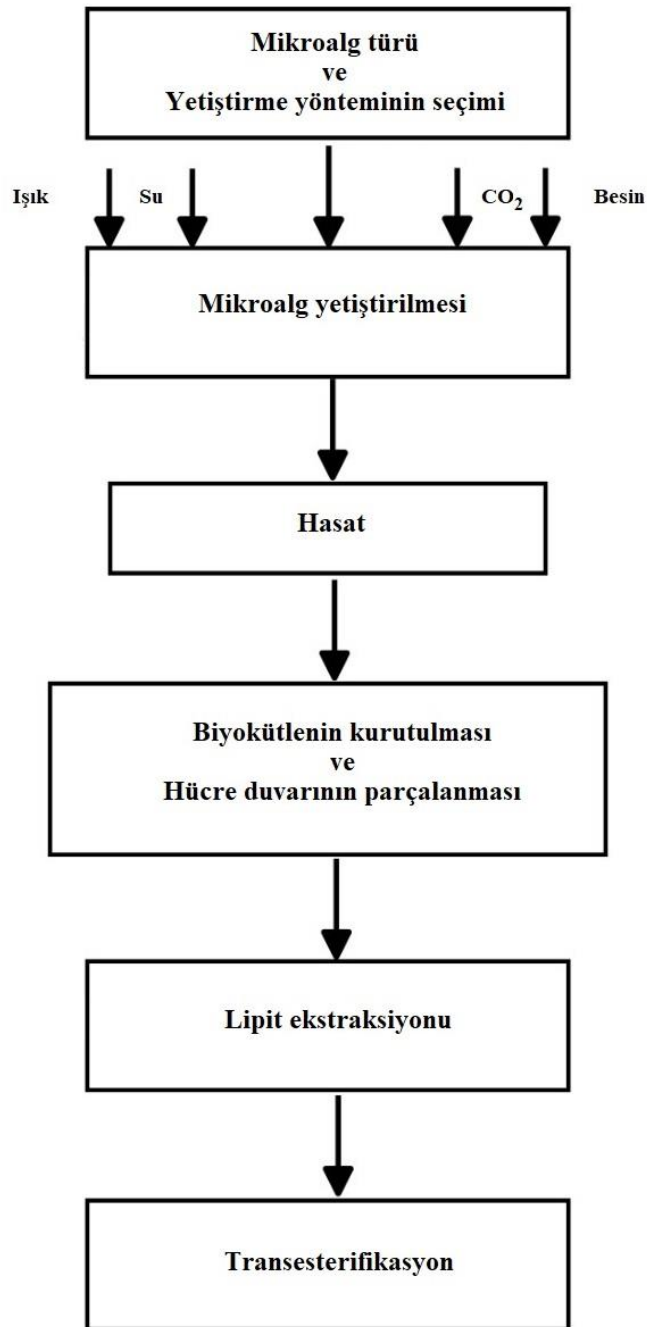 Mikroalg türü
ve
Yetiştirme yönteminin seçimi
Işık
Su
CO₂
Besin
Mikroalg yetiştirilmesi
Hasat
Biyokütlenin kurutulması
ve
Hücre duvarının parçalanması
Lipit ekstraksiyonu
Transesterifikasyon